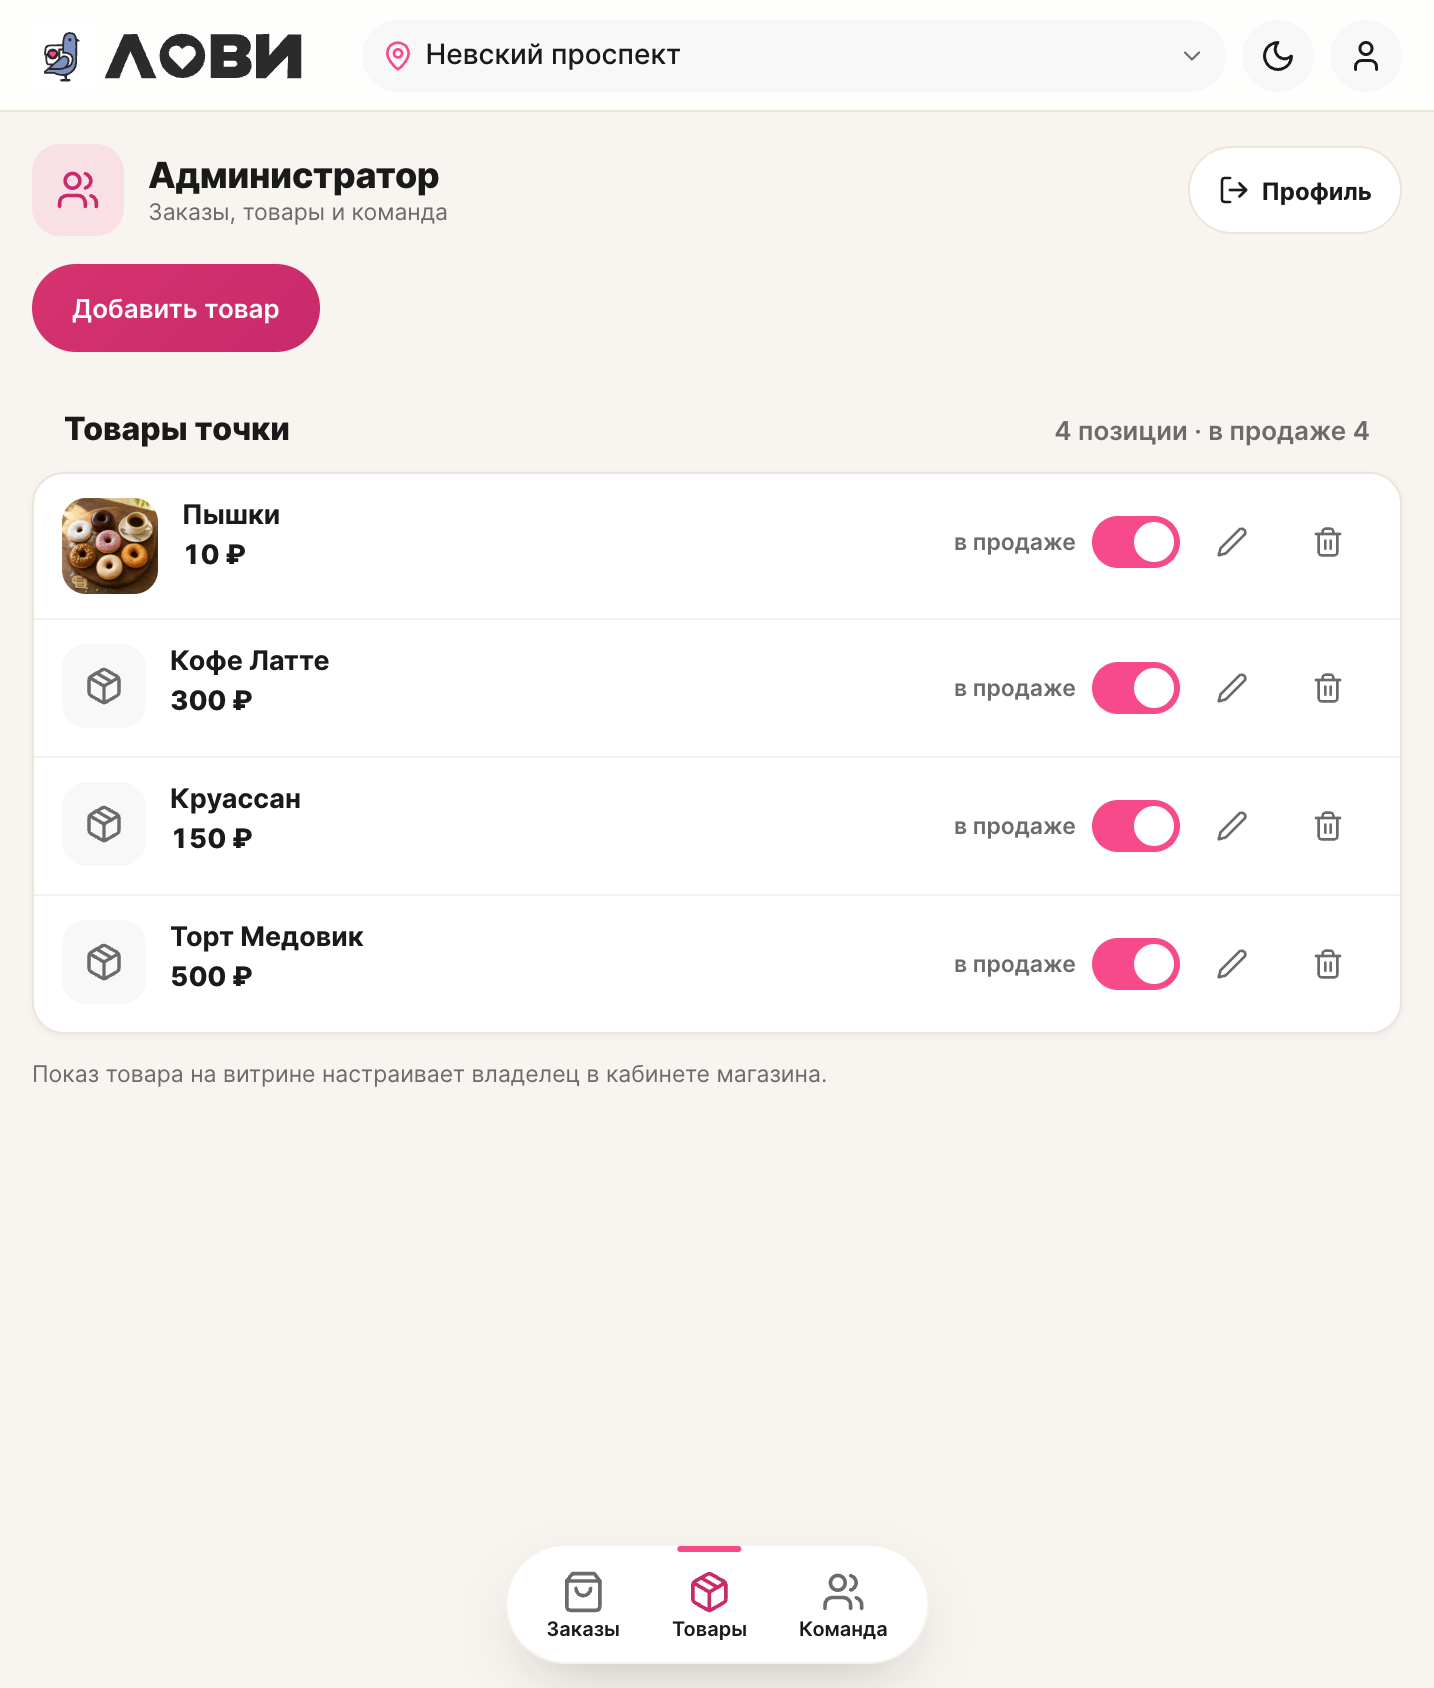 ЛОВИ
Невский проспект
Администратор
Заказы, товары и команда
Профиль
Добавить товар
Товары точки
4 позиции · в продаже 4
Пышки
10 ₽
в продаже
Кофе Латте
300 ₽
в продаже
Круассан
150 ₽
в продаже
Торт Медовик
500 ₽
в продаже
Показ товара на витрине настраивает владелец в кабинете магазина.
Заказы
Товары
Команда